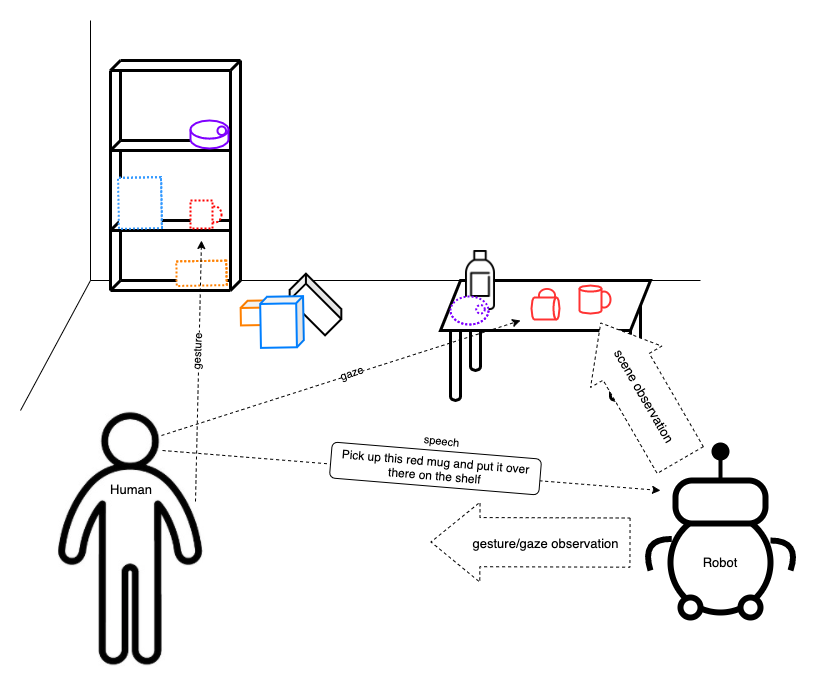 gesture
gaze
scene observation
speech
Pick up this red mug and put it over
there on the shelf
Human
gesture/gaze observation
Robot